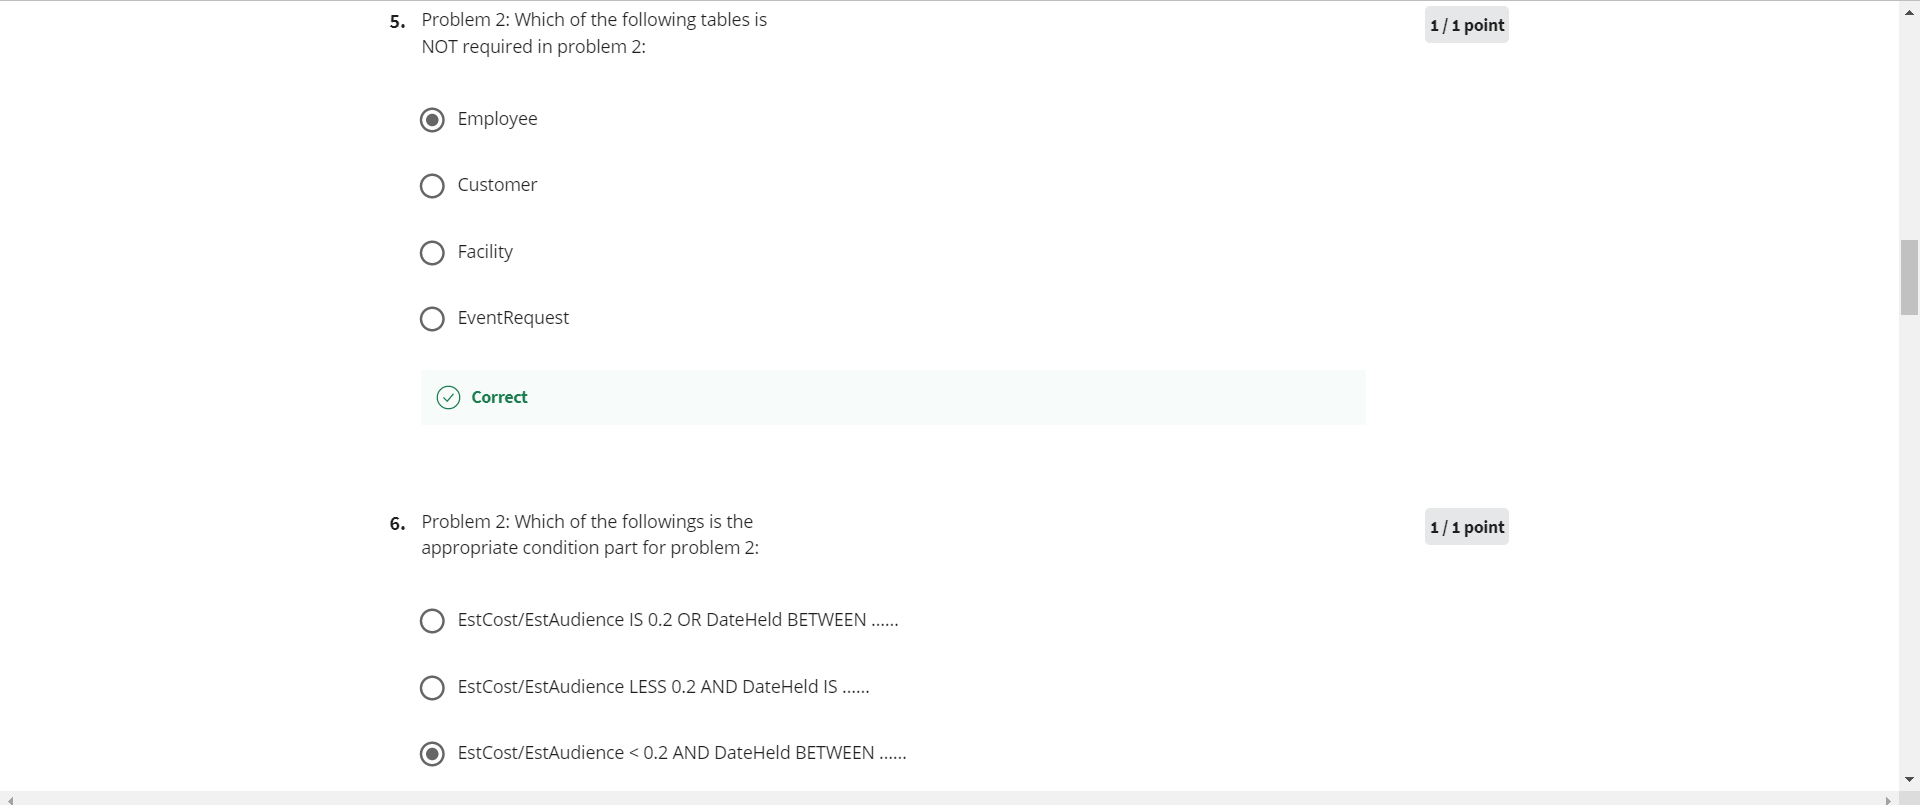 5. Problem 2: Which of the following tables is
NOT required in problem 2:
1 / 1 point
Employee
Customer
Facility
EventRequest
Correct
6. Problem 2: Which of the followings is the
appropriate condition part for problem 2:
1 / 1 point
EstCost/EstAudience IS 0.2 OR DateHeld BETWEEN ......
EstCost/EstAudience LESS 0.2 AND DateHeld IS ......
EstCost/EstAudience < 0.2 AND DateHeld BETWEEN ......